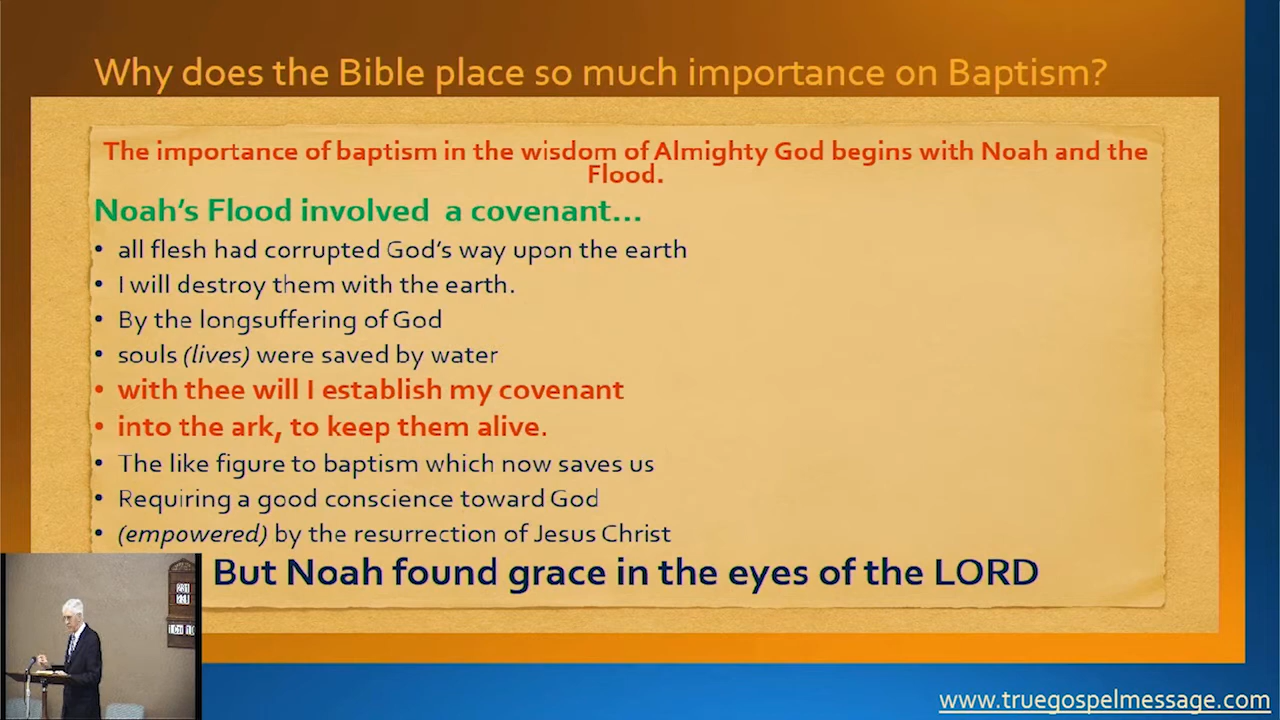 Why does the Bible place so much importance on Baptism?
The importance of baptism in the wisdom of Almighty God begins with Noah and the
Flood.
Noah's Flood involved a covenant...
• all flesh had corrupted God's way upon the earth
• I will destroy them with the earth.
• By the longsuffering of God
• souls (lives) were saved by water
• with thee will I establish my covenant
• into the ark, to keep them alive.
• The like figure to baptism which now saves us
• Requiring a good conscience toward God
• (empowered) by the resurrection of Jesus Christ
But Noah found grace in the eyes of the LORD
www.truegospelmessage.com